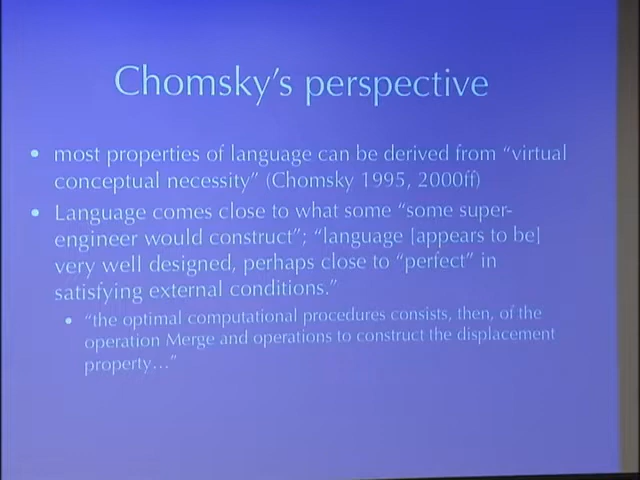 Chomsky's perspective
• most properties of language can be derived from "virtual
conceptual necessity" (Chomsky 1995, 2000ff)
• Language comes close to what some "some super-
engineer would construct"; "language [appears to be]
very well designed, perhaps close to "perfect" in
satisfying external conditions."
• "the optimal computational procedures consists, then, of the
operation Merge and operations to construct the displacement
property…"